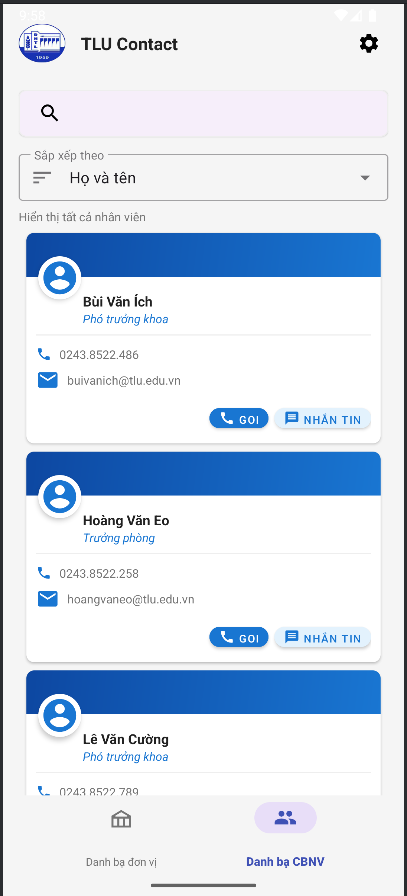 9:58
1959
TLU Contact
Sắp xếp theo
Họ và tên
Hiển thị tất cả nhân viên
Bùi Văn Ích
Phó trưởng khoa
0243.8522.486
buivanich@tlu.edu.vn
GỌI
NHẮN TIN
Hoàng Văn Eo
Trưởng phòng
0243.8522.258
hoangvaneo@tlu.edu.vn
GỌI
NHẮN TIN
Lê Văn Cường
Phó trưởng khoa
0243.8522.789
Danh bạ đơn vị
Danh bạ CBNV